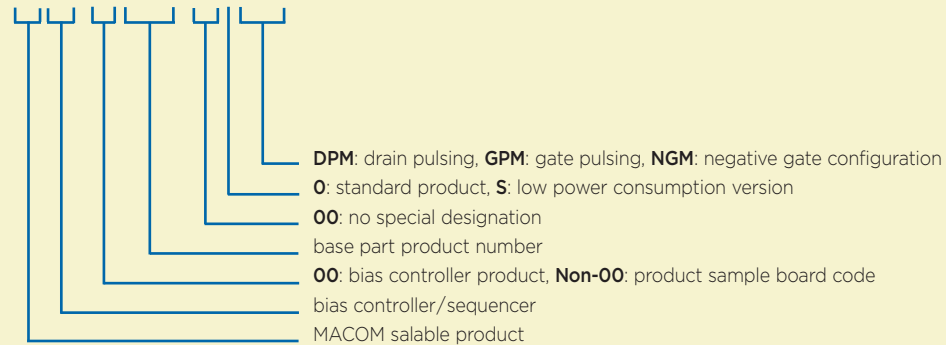 DPM: drain pulsing, GPM: gate pulsing, NGM: negative gate configuration
0: standard product, S: low power consumption version
00: no special designation
base part product number
00: bias controller product, Non-00: product sample board code
bias controller/sequencer
MACOM salable product